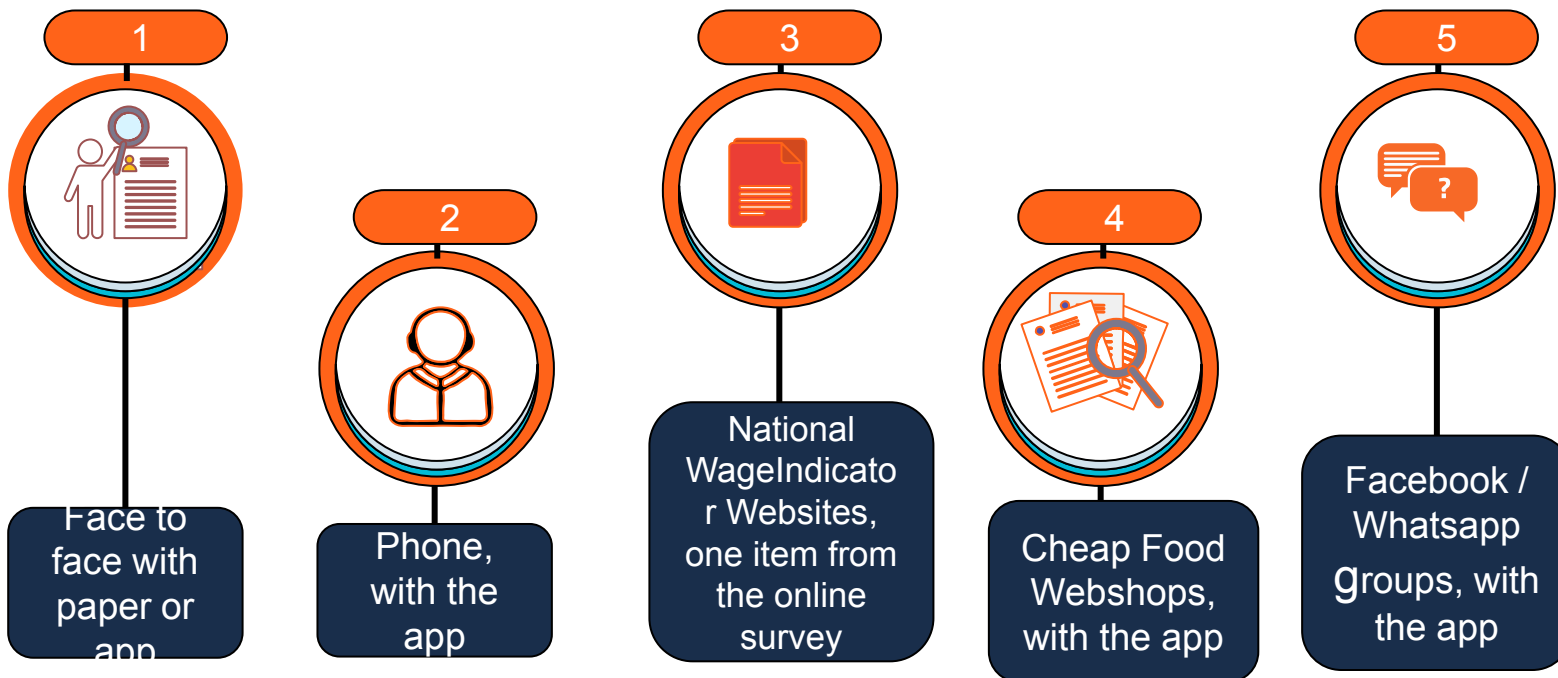 1
Face to
face with
paper or
app
2
Phone,
with the
app
3
National
WageIndicato
r Websites,
one item from
the online
survey
4
Cheap Food
Webshops,
with the app
5
?
Facebook /
Whatsapp
groups, with
the app